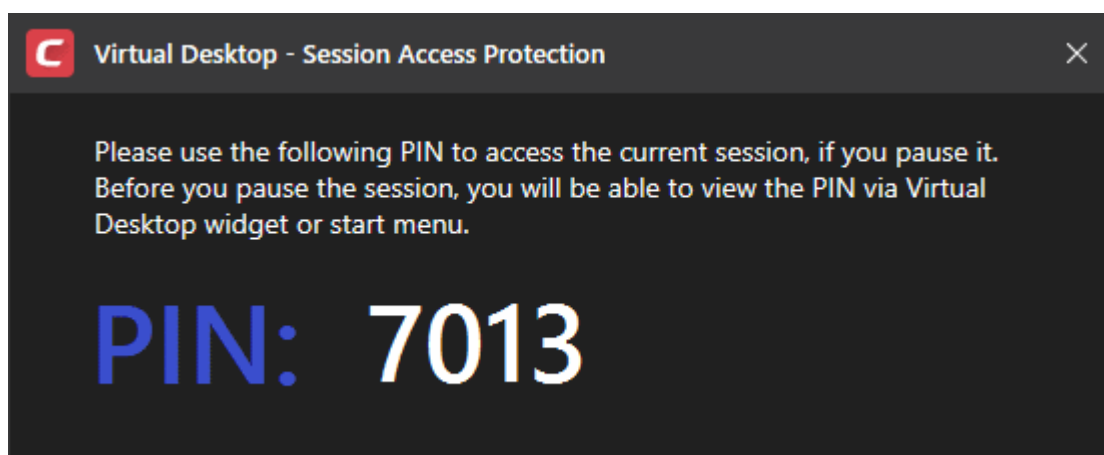 Virtual Desktop - Session Access Protection
Please use the following PIN to access the current session, if you pause it.
Before you pause the session, you will be able to view the PIN via Virtual
Desktop widget or start menu.
PIN: 7013